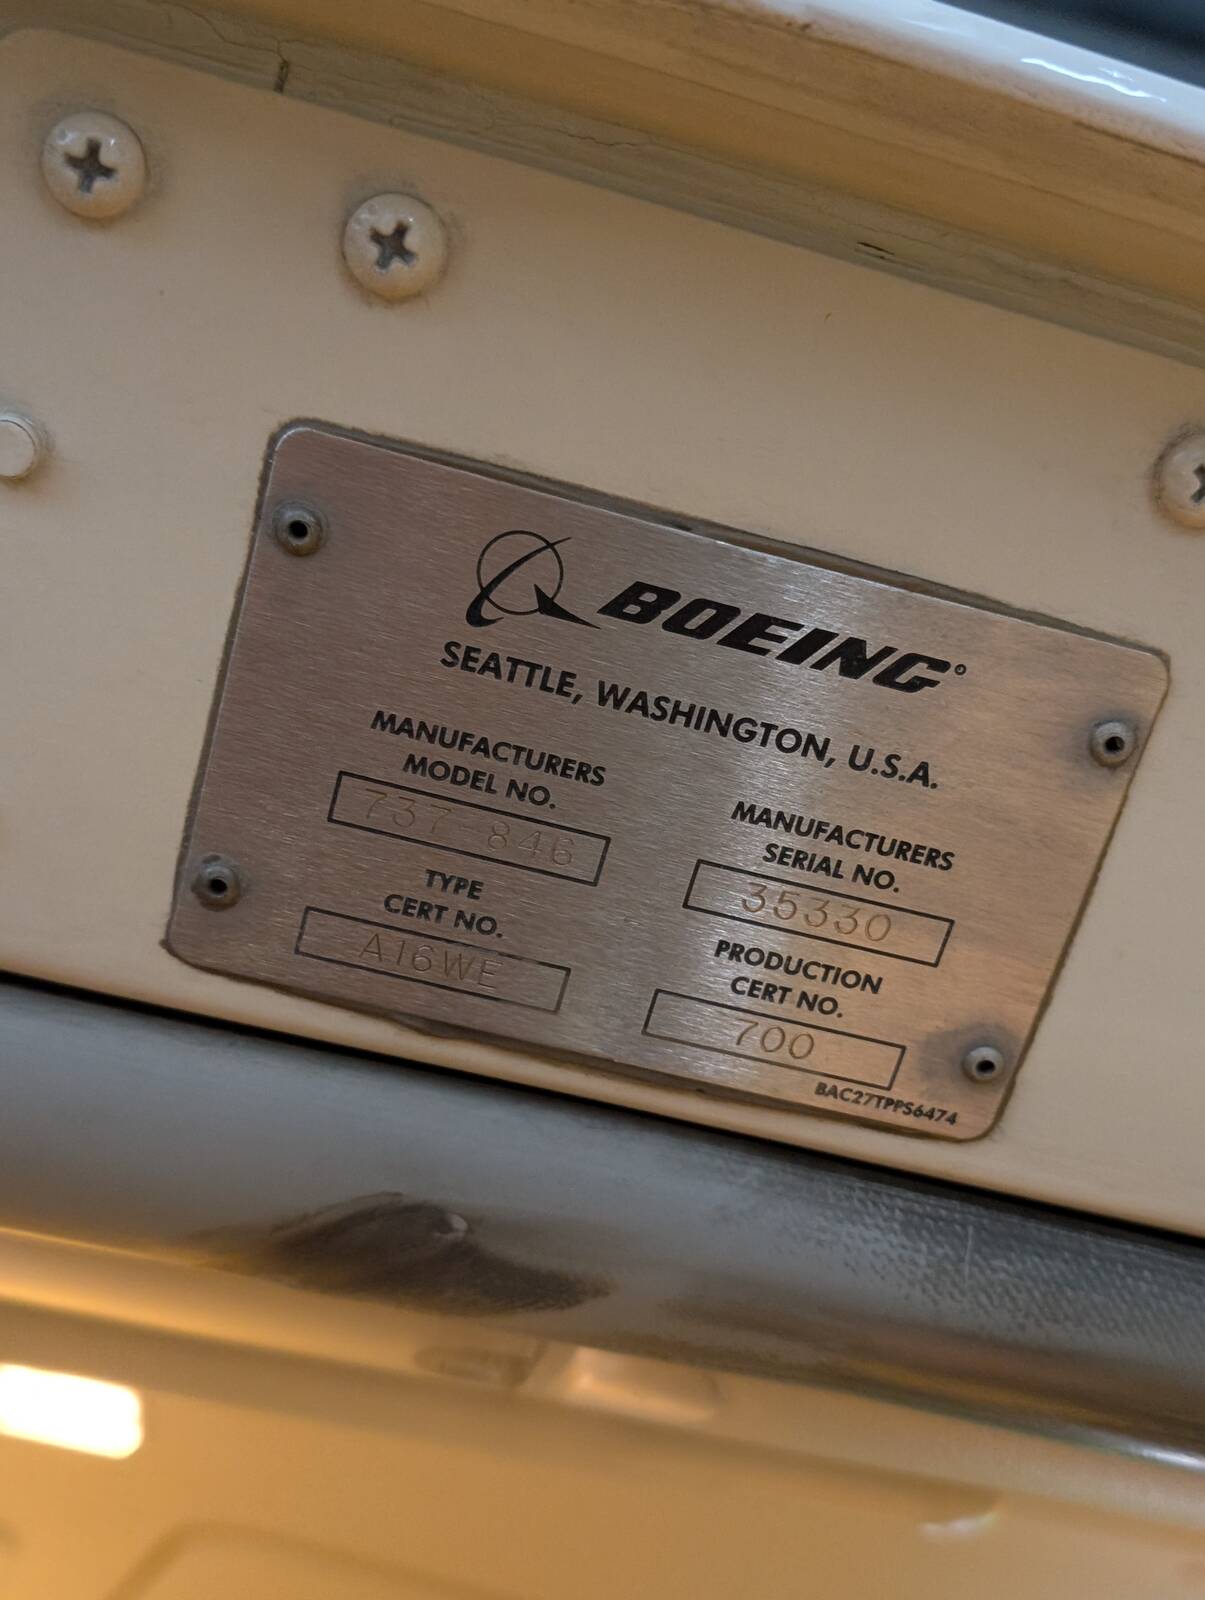 BOEING®
SEATTLE, WASHINGTON, U.S.A.
MANUFACTURERS
MODEL NO.
737-846
MANUFACTURERS
SERIAL NO.
35330
TYPE
CERT NO.
A16WE
PRODUCTION
CERT NO.
700
BAC27TPPS6474